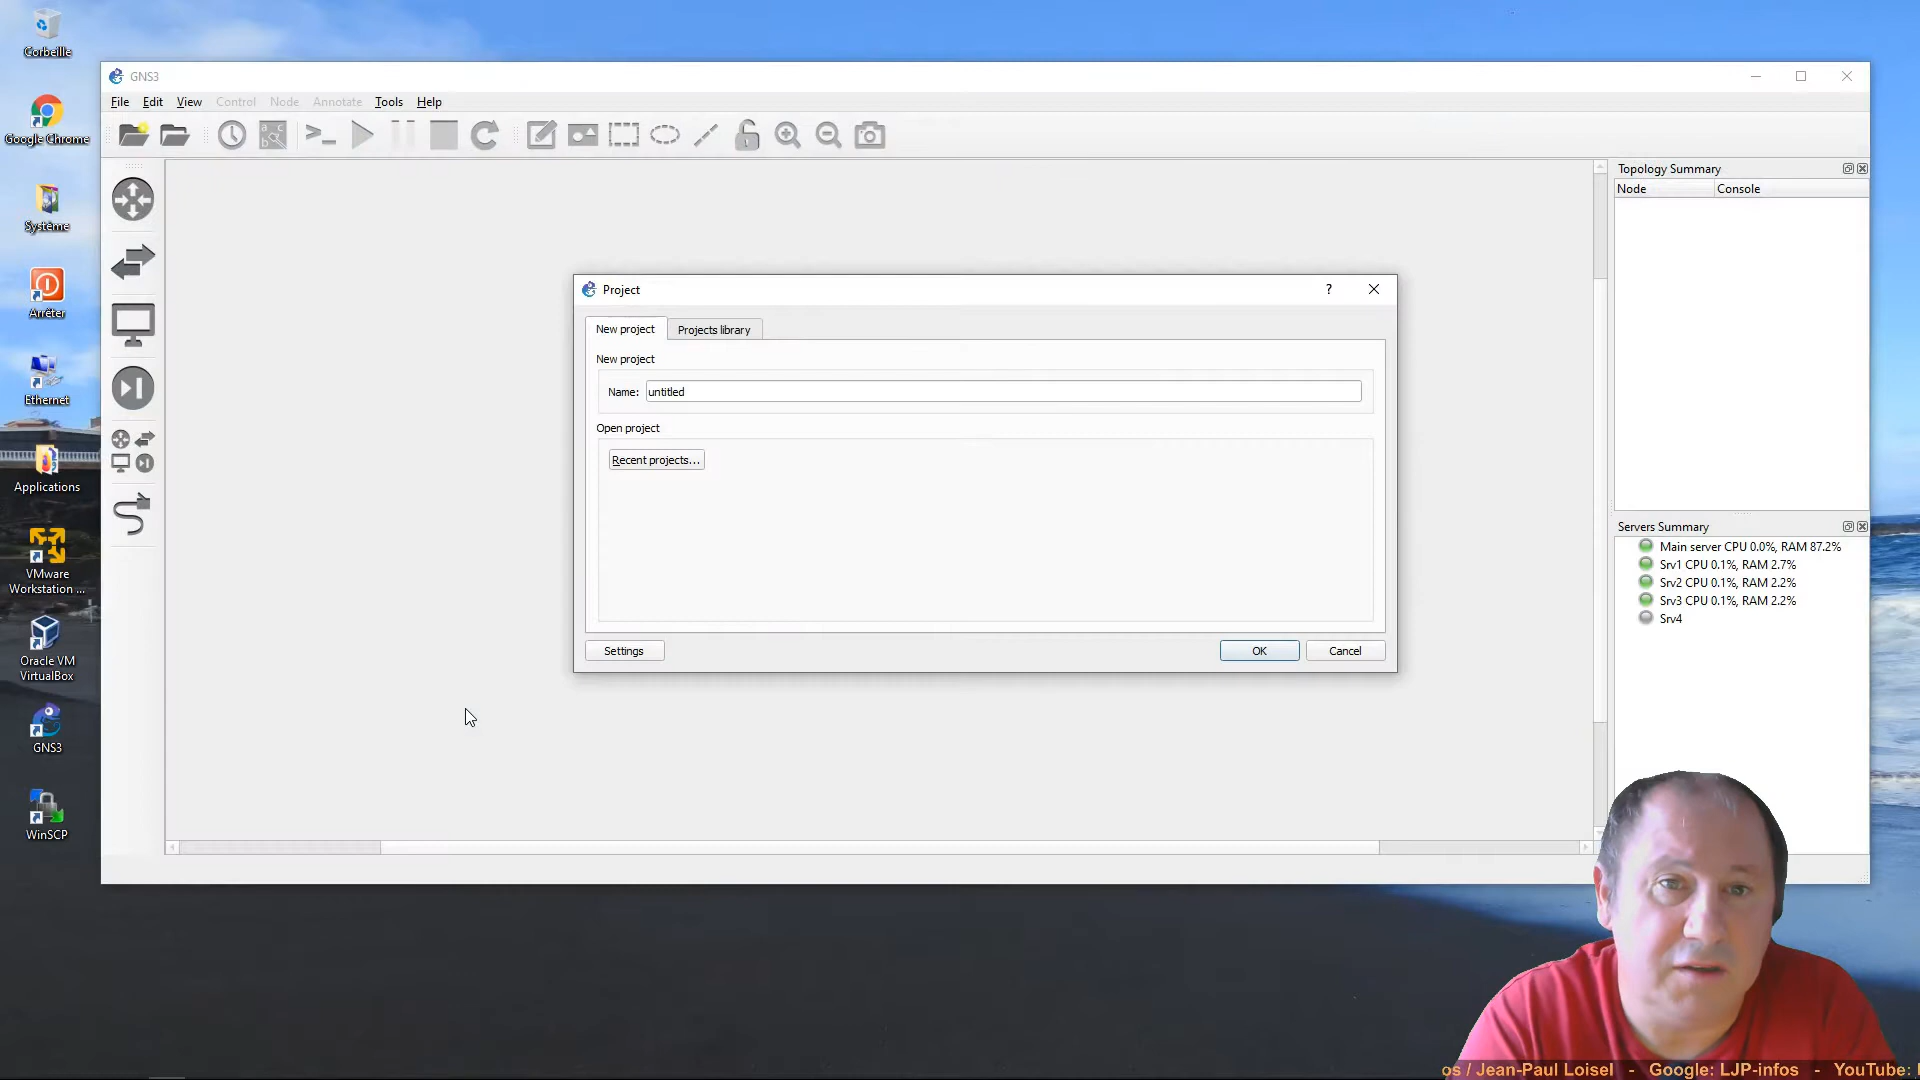 Corbeille
Google Chrome
Système
Arrêter
Ethernet
Applications
VMware
Workstation ...
Oracle VM
VirtualBox
GNS3
WinSCP
GNS3
File Edit View Control Node Annotate Tools Help
Project
?
New project Projects library
New project
Name: untitled
Open project
Recent projects...
Settings OK Cancel
Topology Summary
Node Console
Servers Summary
Main server CPU 0.0%, RAM 87.2%
Srv1 CPU 0.1%, RAM 2.7%
Srv2 CPU 0.1%, RAM 2.2%
Srv3 CPU 0.1%, RAM 2.2%
Srv4
os / Jean-Paul Loisel - Google: LJP-infos - YouTube: